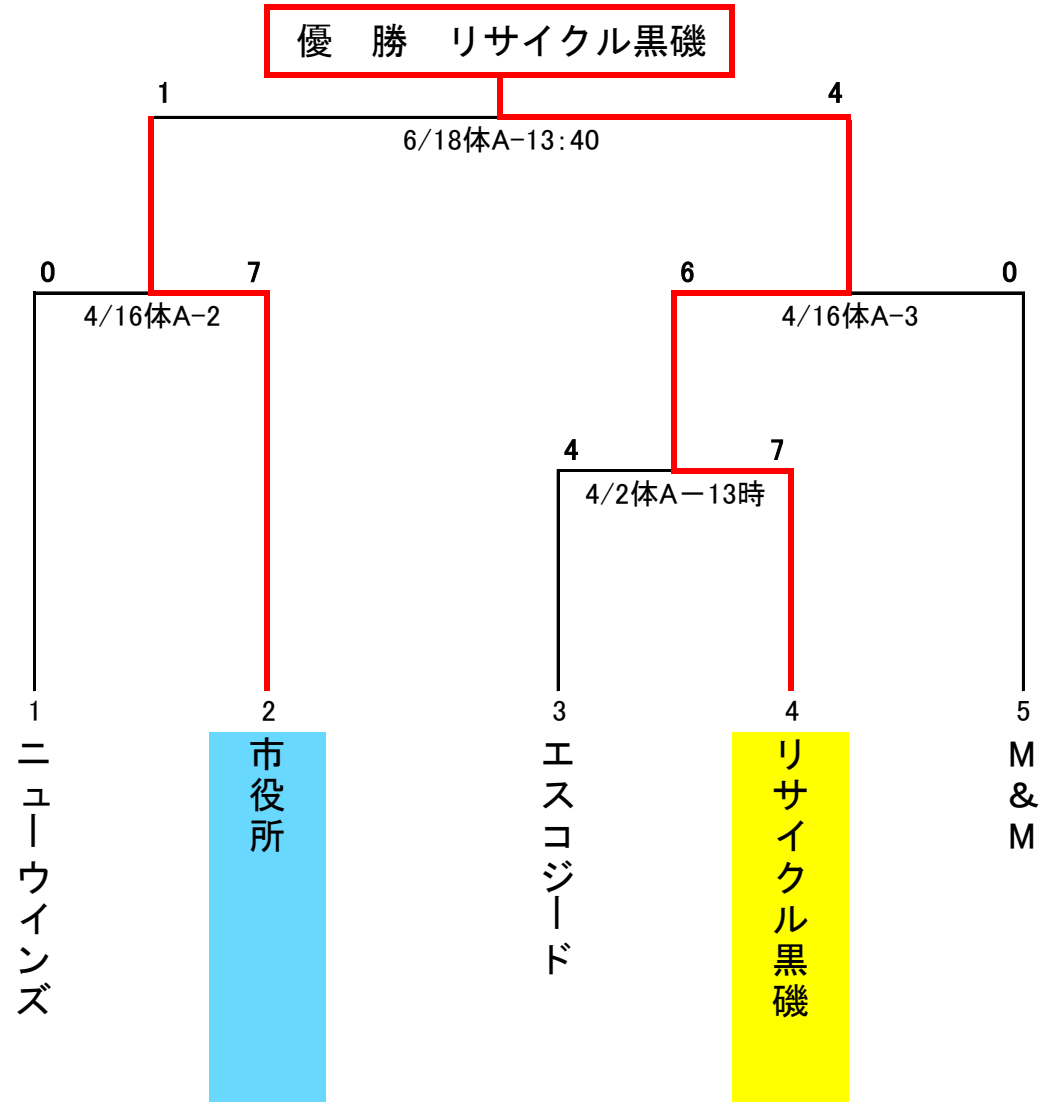 優　勝　リサイクル黒磯
1
4
6/18体A-13:40
0
7
6
0
4/16体A-2
4/16体A-3
4
7
4/2体A－13時
1
2
3
4
5
ニューウインズ
市役所
エスコジード
リサイクル黒磯
M&M